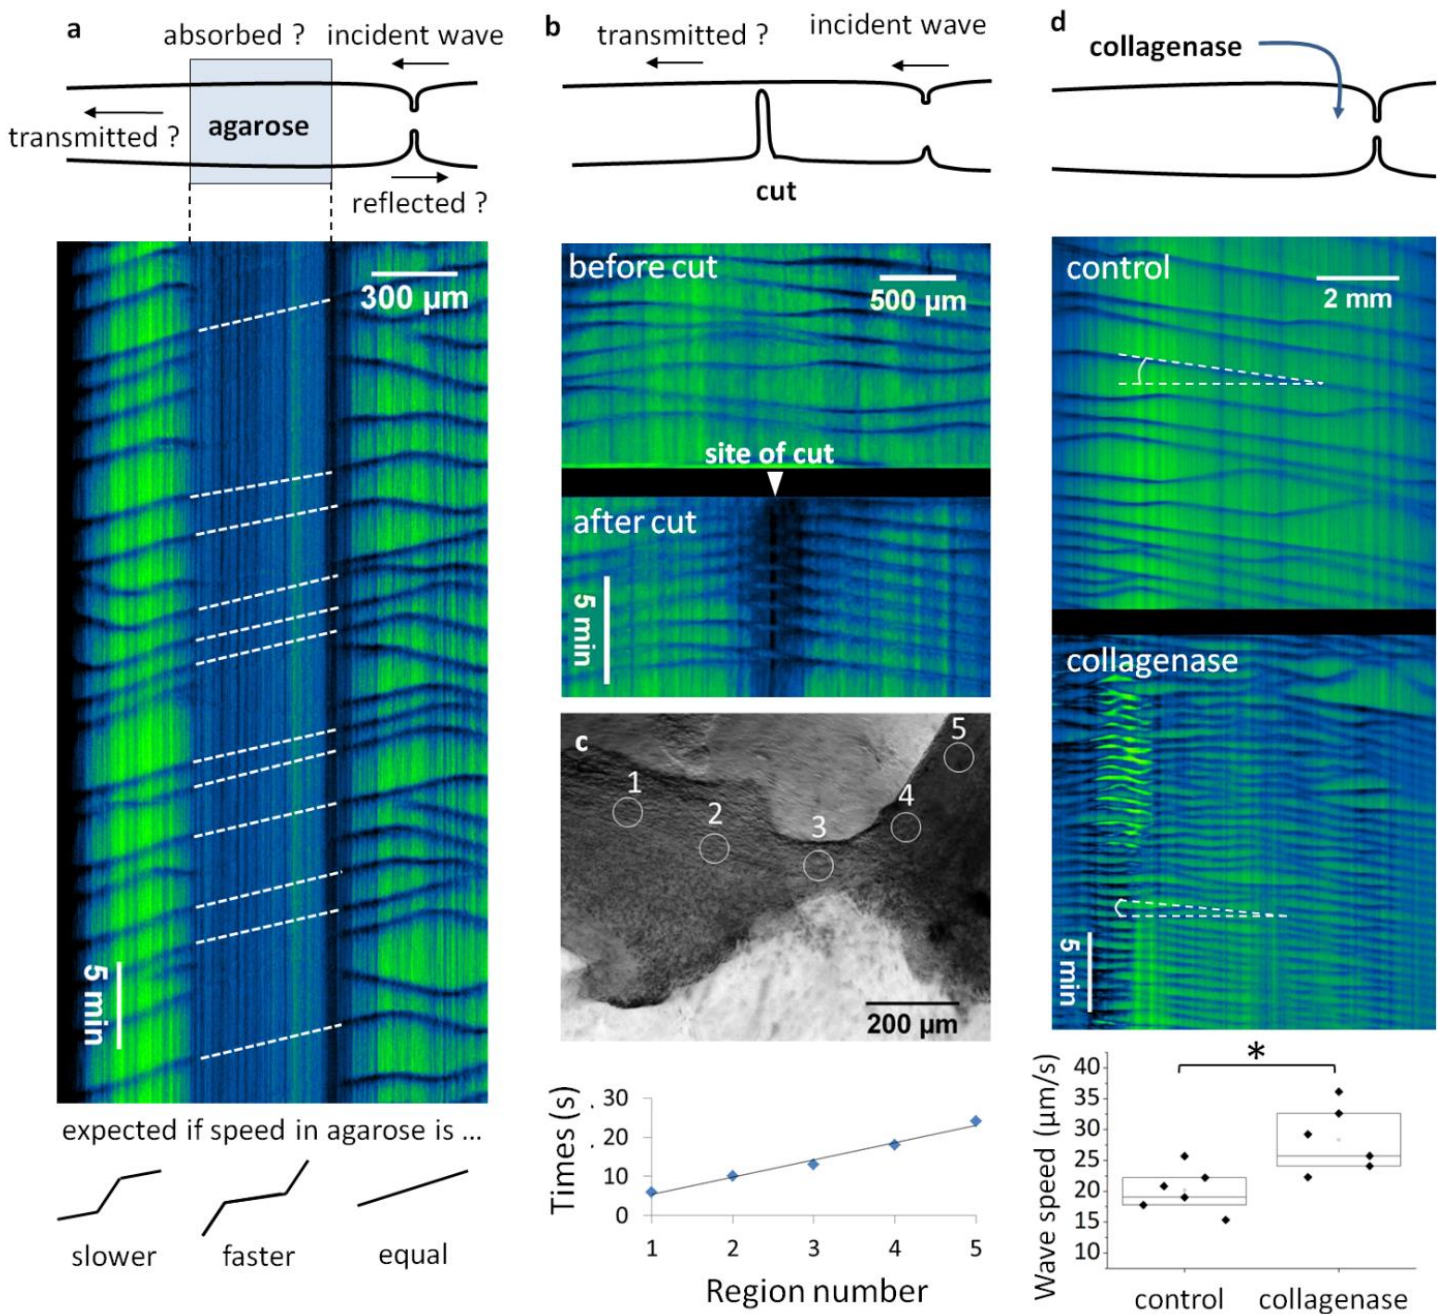 a
absorbed ? incident wave
transmitted ?
agarose
reflected ?
300 µm
5 min
expected if speed in agarose is ...
slower faster equal
b
transmitted ? incident wave
cut
before cut
500 µm
site of cut
after cut
5 min
c
1
2
3
4
5
200 µm
Times (s)
30
20
10
0
1 2 3 4 5
Region number
d
collagenase
control
2 mm
collagenase
5 min
*
Wave speed (µm/s)
40
35
30
25
20
15
10
control collagenase